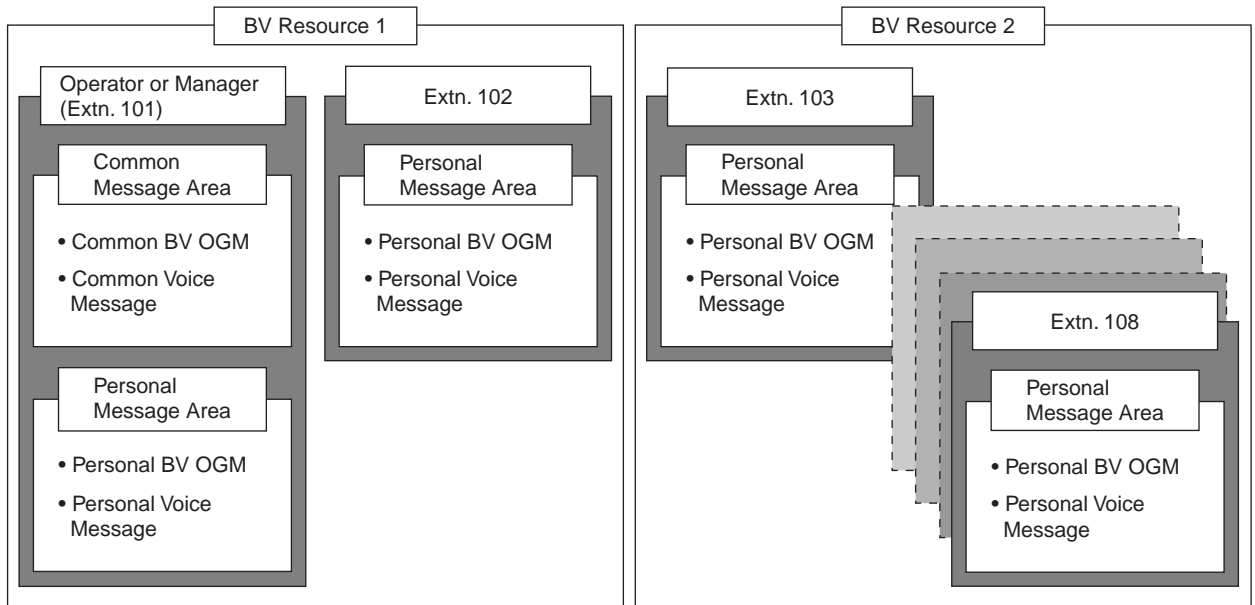 BV Resource 1
Operator or Manager
(Extn. 101)
Common
Message Area
• Common BV OGM
• Common Voice
Message
Personal
Message Area
• Personal BV OGM
• Personal Voice
Message
Extn. 102
Personal
Message Area
• Personal BV OGM
• Personal Voice
Message
BV Resource 2
Extn. 103
Personal
Message Area
• Personal BV OGM
• Personal Voice
Message
Extn. 108
Personal
Message Area
• Personal BV OGM
• Personal Voice
Message